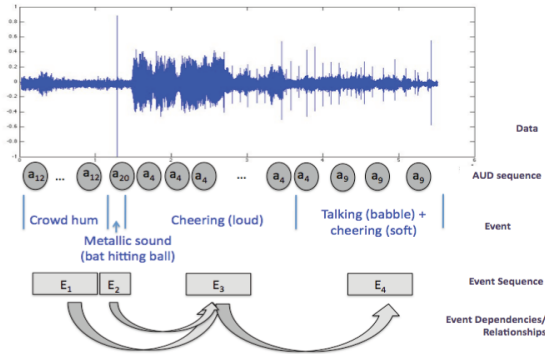 1
0.8
0.6
0.4
0.2
0
-0.2
-0.4
-0.6
-0.8
-1
0 1 2 3 4 5 6
Data
a12 ... a12 a20 a4 a4 a4 ... a4 a4 a9 a9 a9
AUD sequence
Crowd hum
Cheering (loud)
Talking (babble) +
cheering (soft)
Event
Metallic sound
(bat hitting ball)
E1 E2 E3 E4
Event Sequence
Event Dependencies/
Relationships